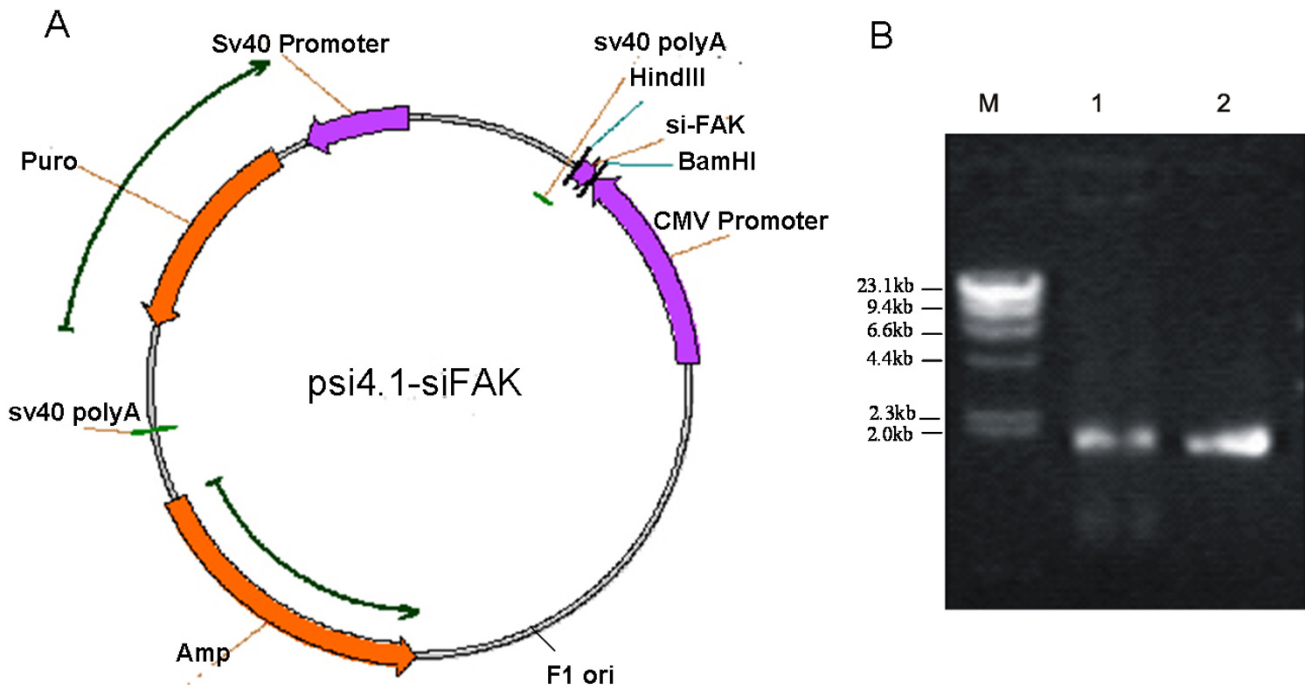 A
Sv40 Promoter
sv40 polyA
HindIII
si-FAK
BamHI
Puro
CMV Promoter
psi4.1-siFAK
sv40 polyA
Amp
F1 ori
B
M 1 2
23.1kb
9.4kb
6.6kb
4.4kb
2.3kb
2.0kb